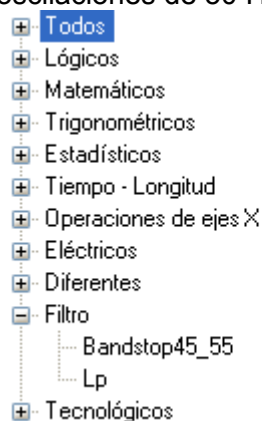 Todos
Lógicos
Matemáticos
Trigonométricos
Estadísticos
Tiempo - Longitud
Operaciones de ejes X
Eléctricos
Diferentes
Filtro
Bandstop45_55
Lp
Tecnológicos